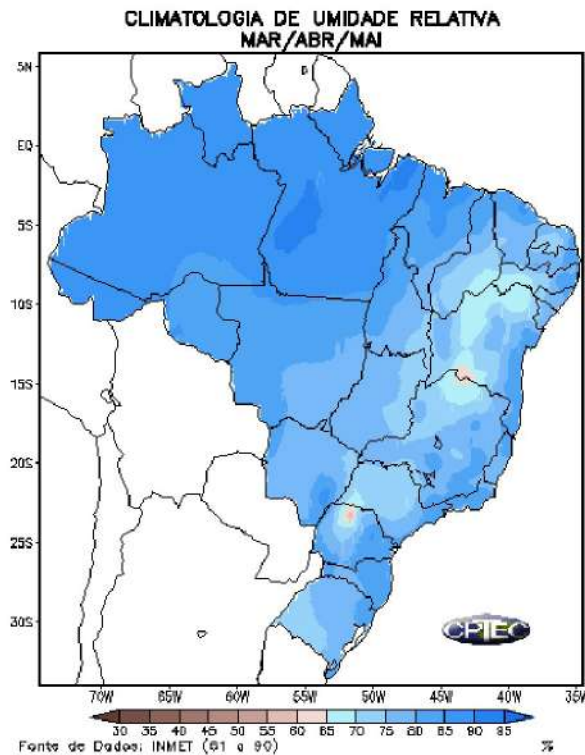 CLIMATOLOGIA DE UMIDADE RELATIVA
MAR/ABR/MAI
5N
EQ
5S
10S
15S
20S
25S
30S
70W 65W 60W 55W 50W 45W 40W 35W
CPTEC
30 35 40 45 50 55 60 65 70 75 80 85 90 95
Fonte de Dados: INMET (61 a 90) %